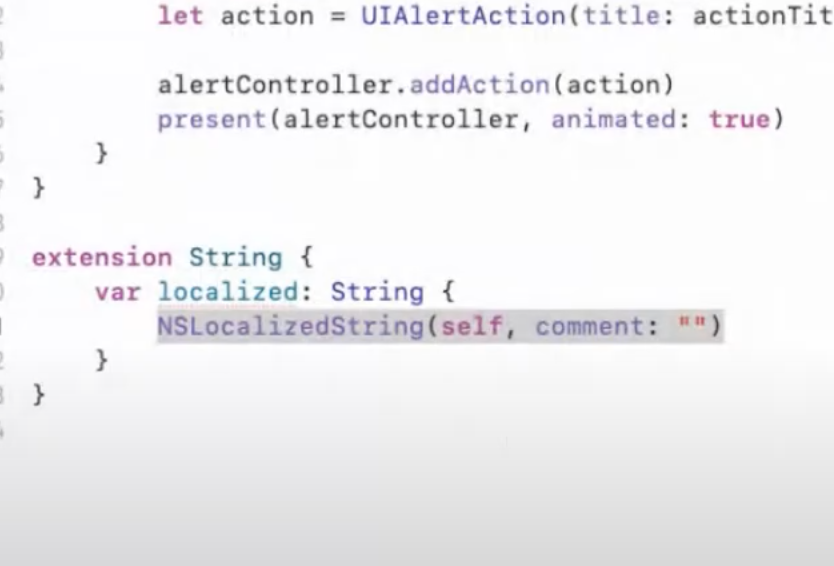 let action = UIAlertAction(title: actionTit
alertController.addAction(action)
present(alertController, animated: true)
}
}
extension String {
var localized: String {
NSLocalizedString(self, comment: "")
}
}